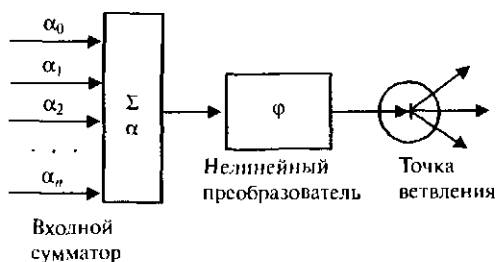 α₀
α₁
α₂
. . .
αₙ
Σ
α
φ
Входной
сумматор
Нелинейный
преобразователь
Точка
ветвления